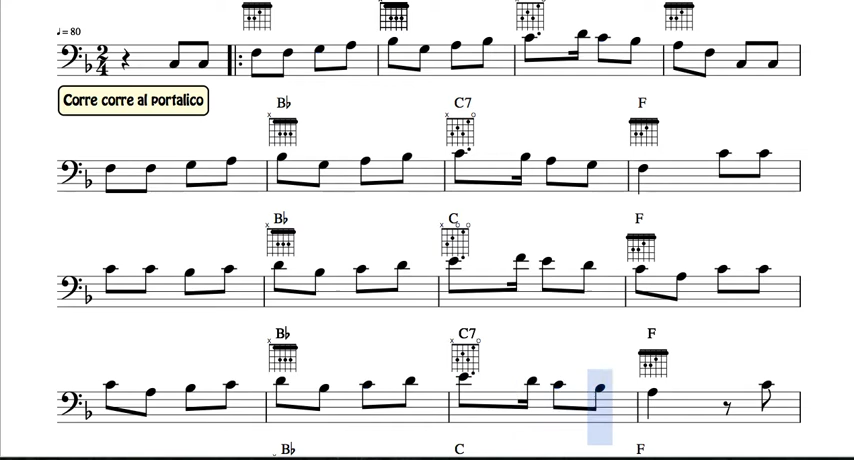 ♩= 80
2
4
Corre corre al portalico
B♭ C7 F
B♭ C F
B♭ C7 F
B♭ C F